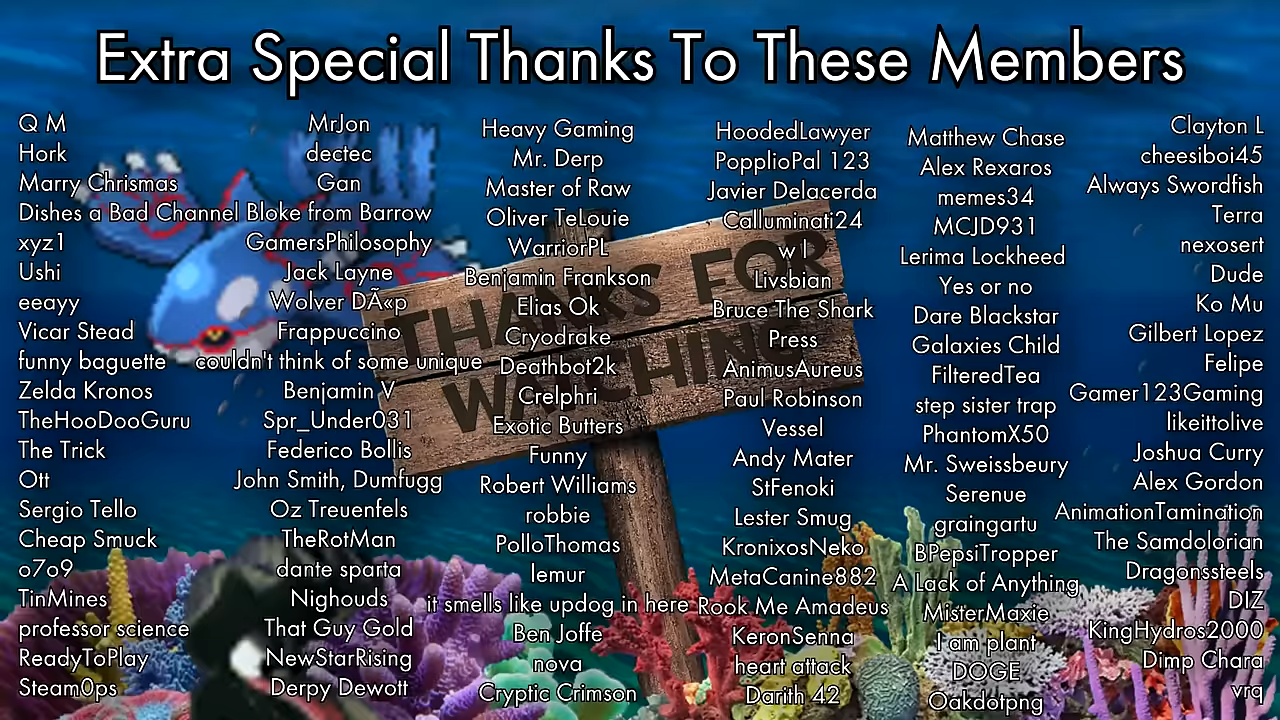 Extra Special Thanks To These Members
Q M
Hork
Marry Chrismas
Dishes a Bad Channel
xyz1
Ushi
eeayy
Vicar Stead
funny baguette
Zelda Kronos
TheHooDooGuru
The Trick
Ott
Sergio Tello
Cheap Smuck
o7o9
TinMines
professor science
ReadyToPlay
Steam0ps
MrJon
dectec
Gan
Bloke from Barrow
GamersPhilosophy
Jack Layne
Wolver DÃ«p
Frappuccino
couldn't think of some unique
Benjamin V
Spr_Under031
Federico Bollis
John Smith, Dumfugg
Oz Treuenfels
TheRotMan
dante sparta
Nighouds
That Guy Gold
NewStarRising
Derpy Dewott
Heavy Gaming
Mr. Derp
Master of Raw
Oliver TeLouie
WarriorPL
Benjamin Frankson
Elias Ok
Cryodrake
Deathbot2k
Crelphri
Exotic Butters
Funny
Robert Williams
robbie
PolloThomas
lemur
it smells like updog in here
Ben Joffe
nova
Cryptic Crimson
HoodedLawyer
PopplioPal 123
Javier Delacerda
Calluminati24
w l
Livsbian
Bruce The Shark
Press
AnimusAureus
Paul Robinson
Vessel
Andy Mater
StFenoki
Lester Smug
KronixosNeko
MetaCanine882
Rook Me Amadeus
KeronSenna
heart attack
Darith 42
Matthew Chase
Alex Rexaros
memes34
MCJD931
Lerima Lockheed
Yes or no
Dare Blackstar
Galaxies Child
FilteredTea
step sister trap
PhantomX50
Mr. Sweissbeury
Serenue
graingartu
BPepsiTropper
A Lack of Anything
MisterMaxie
I am plant
DOGE
Oakdotpng
Clayton L
cheesiboi45
Always Swordfish
Terra
nexosert
Dude
Ko Mu
Gilbert Lopez
Felipe
Gamer123Gaming
likeittolive
Joshua Curry
Alex Gordon
AnimationTamination
The Samdolorian
Dragonssteels
DIZ
KingHydros2000
Dimp Chara
vrq
THANKS FOR
WATCHING